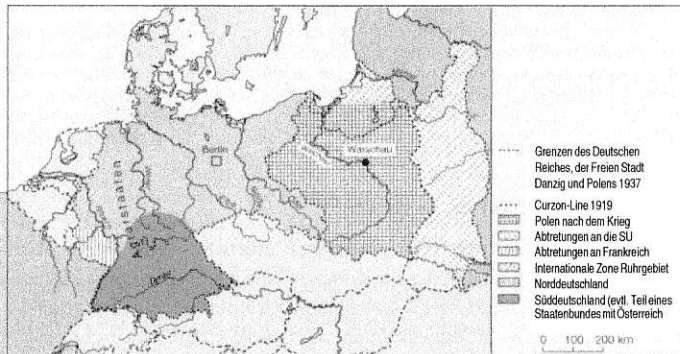 Berlin
Warschau
Grenzen des Deutschen
Reiches, der Freien Stadt
Danzig und Polens 1937
Curzon-Line 1919
Polen nach dem Krieg
Abtretungen an die SU
Abtretungen an Frankreich
Internationale Zone Ruhrgebiet
Norddeutschland
Süddeutschland (evtl. Teil eines
Staatenbundes mit Österreich
0 100 200 km